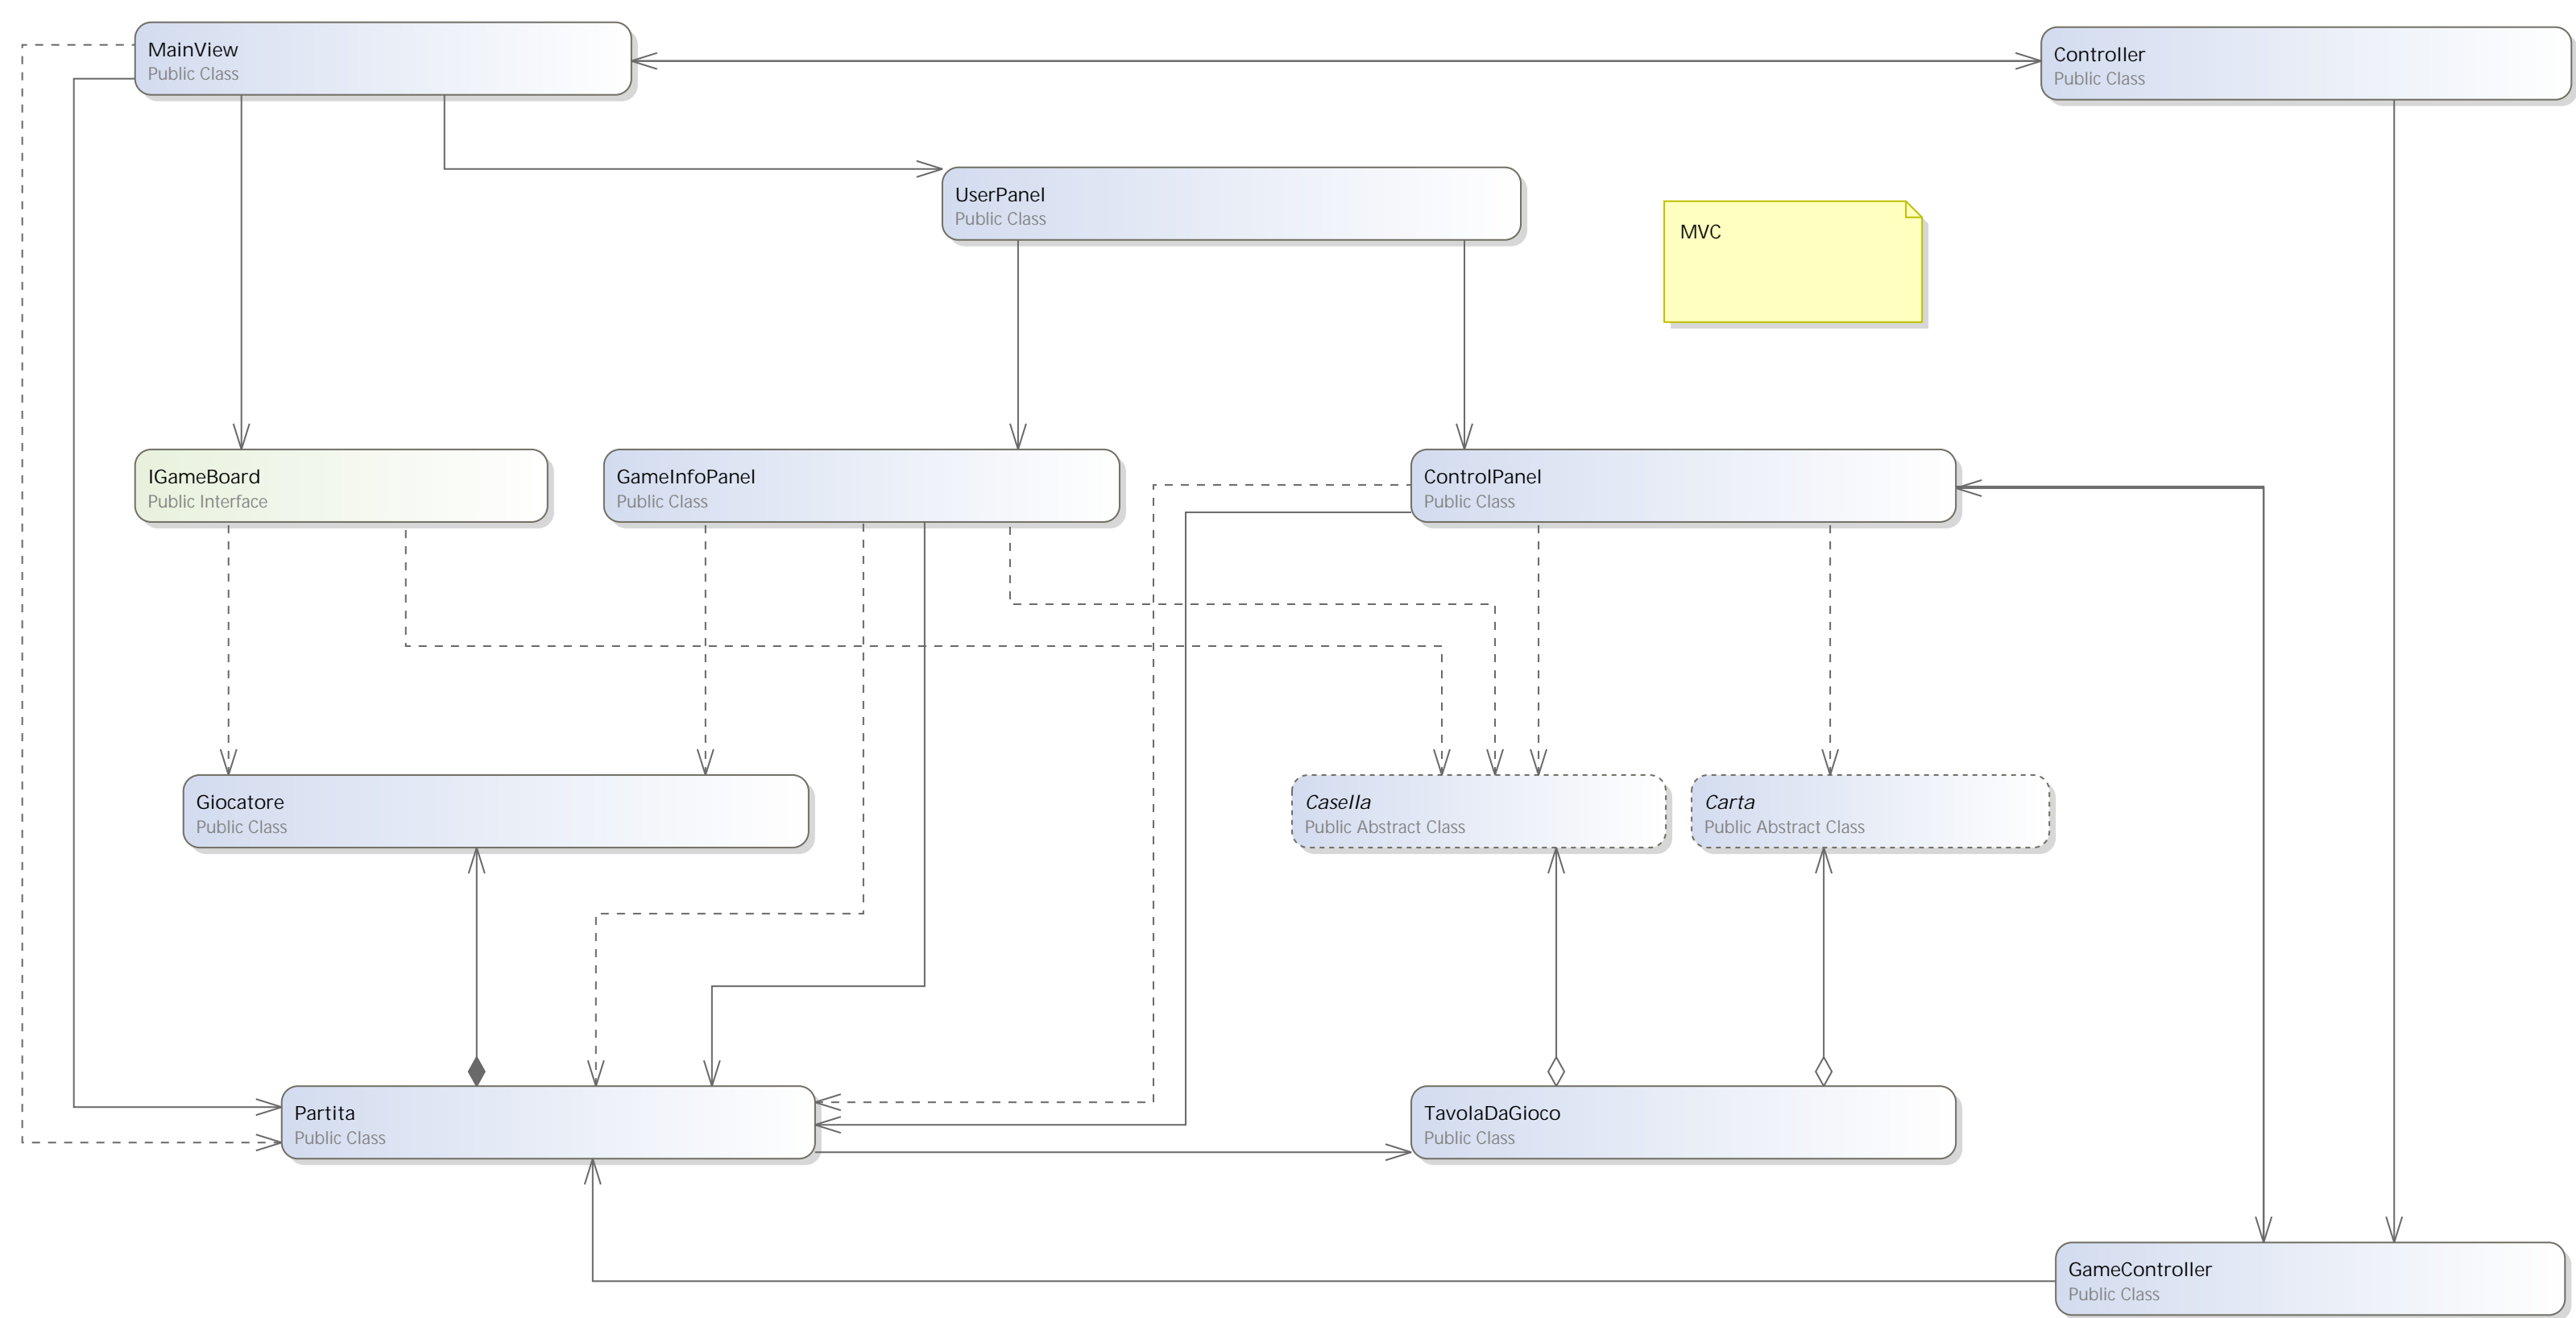 MainView
Public Class
Controller
Public Class
UserPanel
Public Class
MVC
IGameBoard
Public Interface
GameInfoPanel
Public Class
ControlPanel
Public Class
Giocatore
Public Class
Casella
Public Abstract Class
Carta
Public Abstract Class
Partita
Public Class
TavolaDaGioco
Public Class
GameController
Public Class